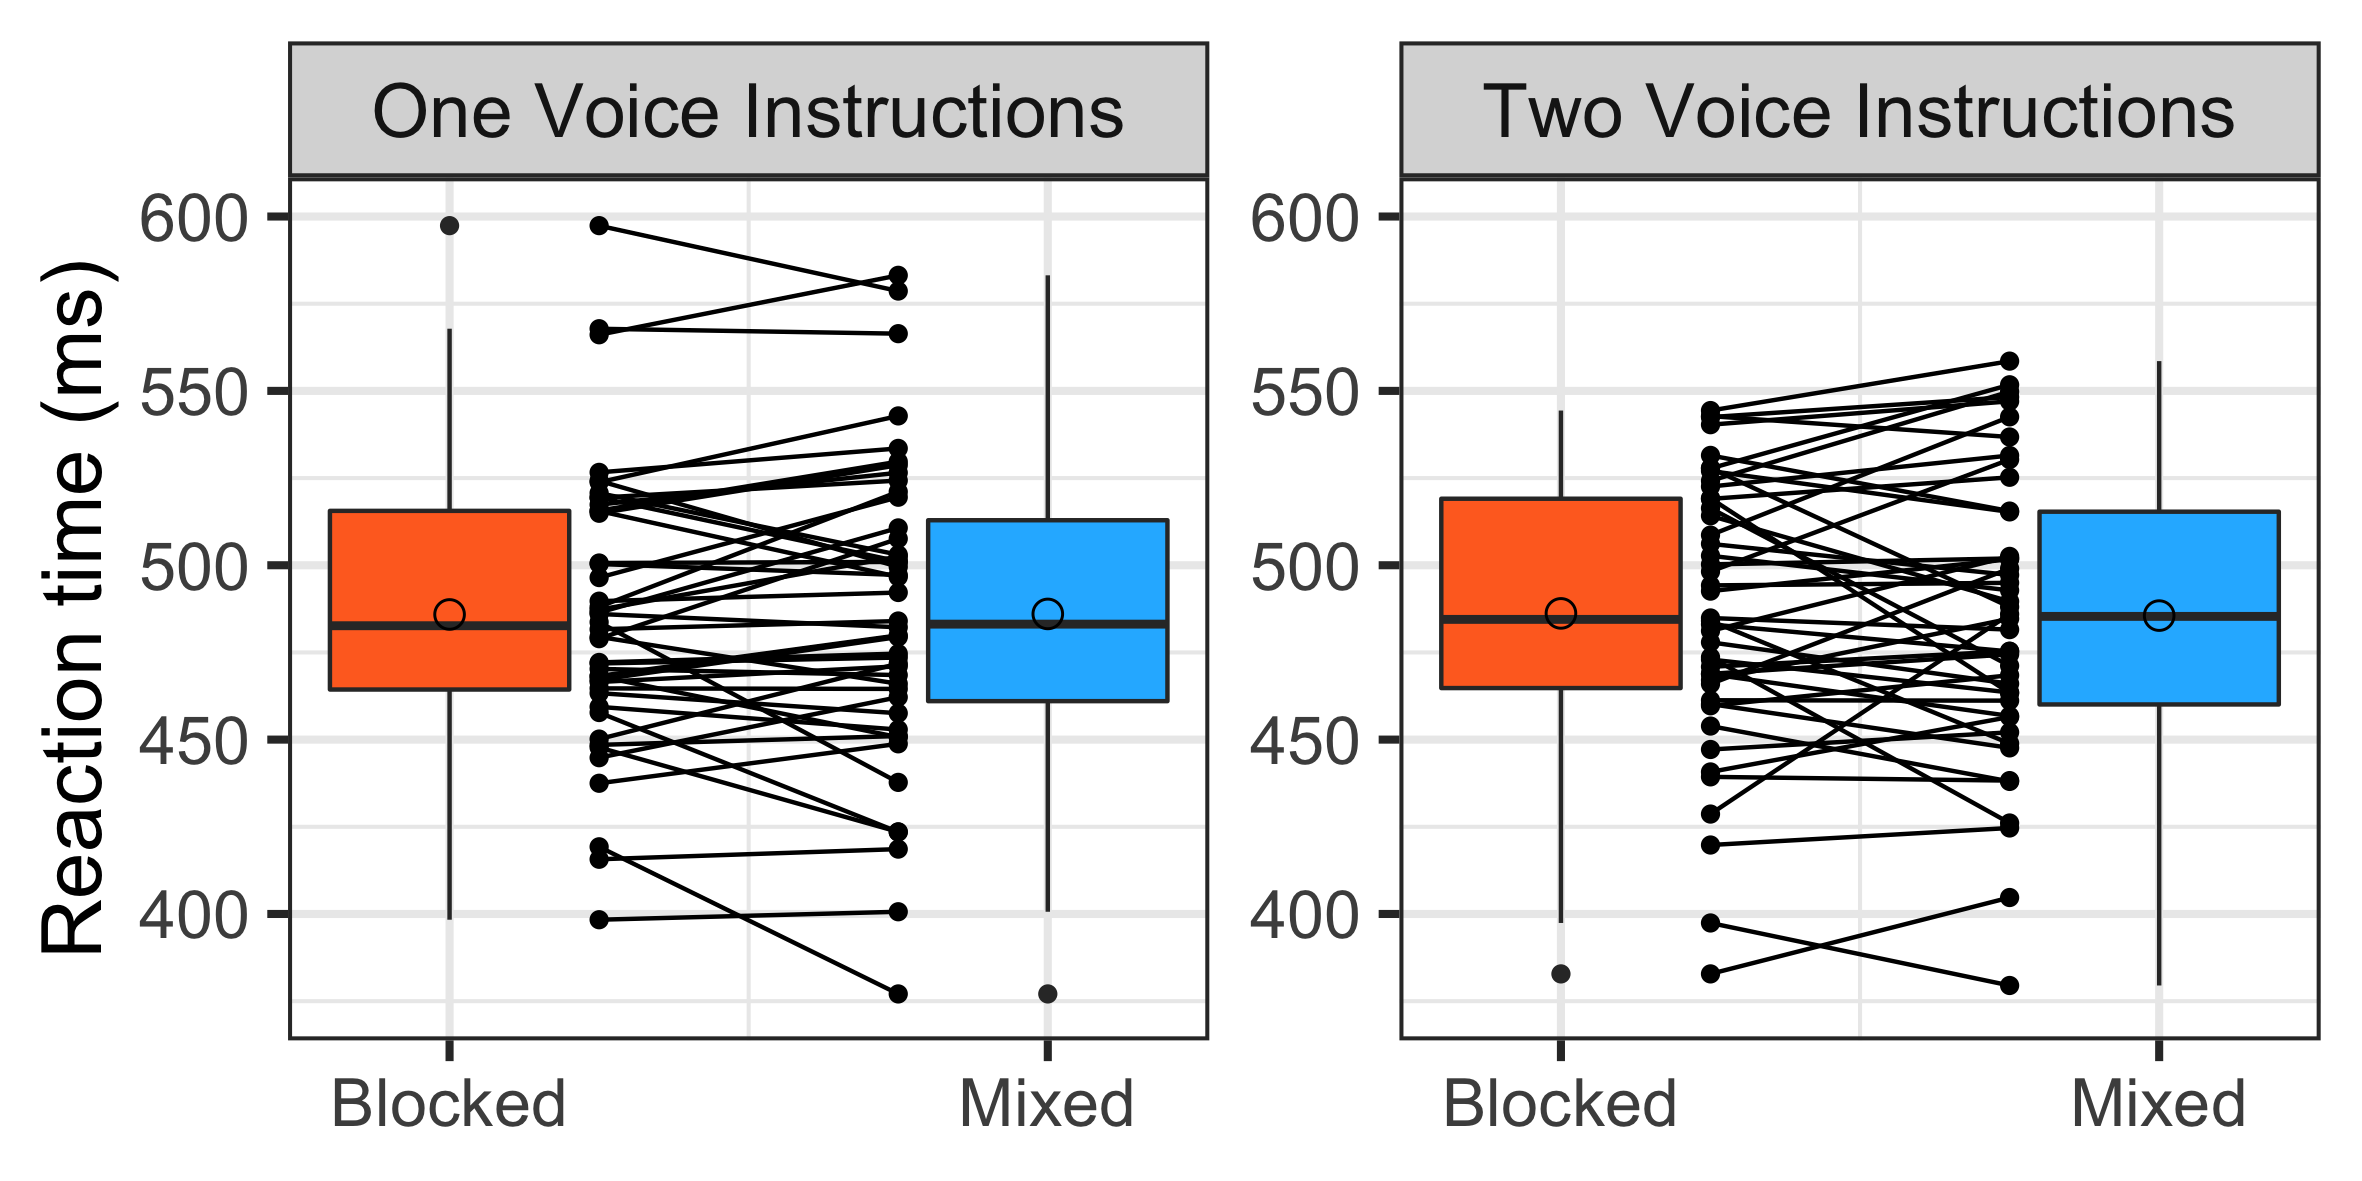 One Voice Instructions
Two Voice Instructions
Reaction time (ms)
600
550
500
450
400
600
550
500
450
400
Blocked
Mixed
Blocked
Mixed